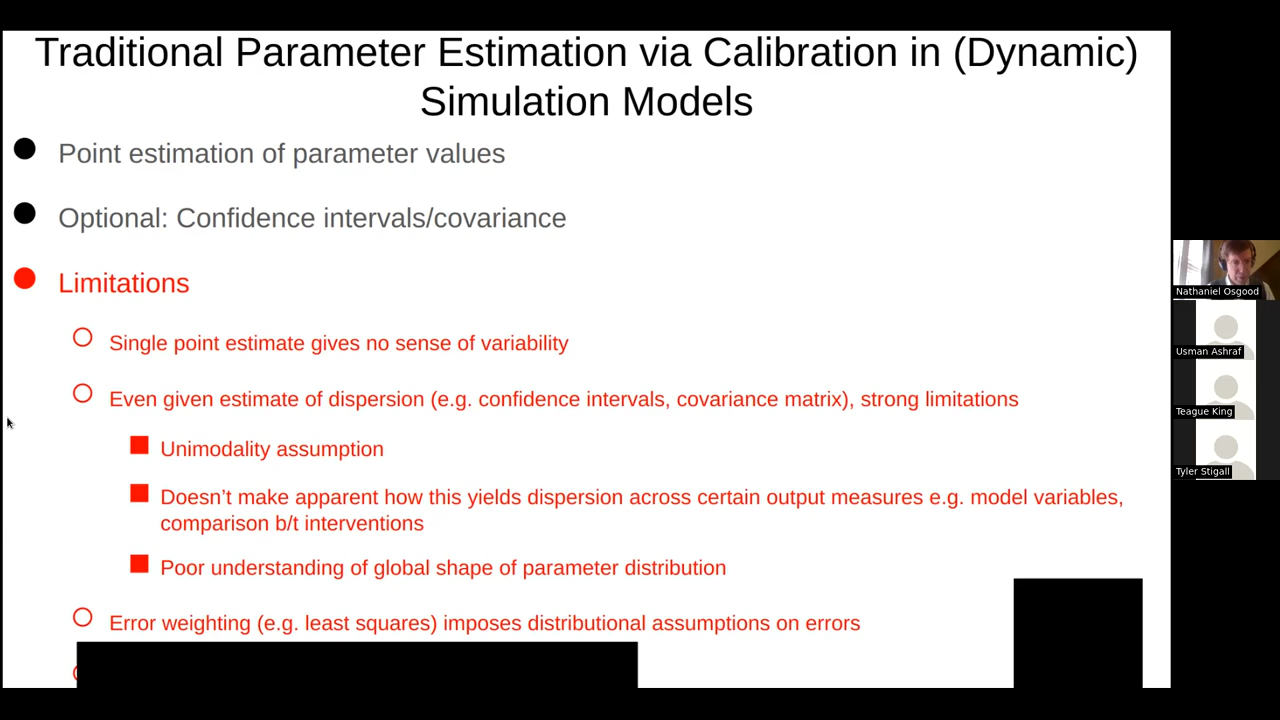 Traditional Parameter Estimation via Calibration in (Dynamic)
Simulation Models
Point estimation of parameter values
Optional: Confidence intervals/covariance
Limitations
Single point estimate gives no sense of variability
Even given estimate of dispersion (e.g. confidence intervals, covariance matrix), strong limitations
Unimodality assumption
Doesn’t make apparent how this yields dispersion across certain output measures e.g. model variables,
comparison b/t interventions
Poor understanding of global shape of parameter distribution
Error weighting (e.g. least squares) imposes distributional assumptions on errors
Nathaniel Osgood
Usman Ashraf
Teague King
Tyler Stigall